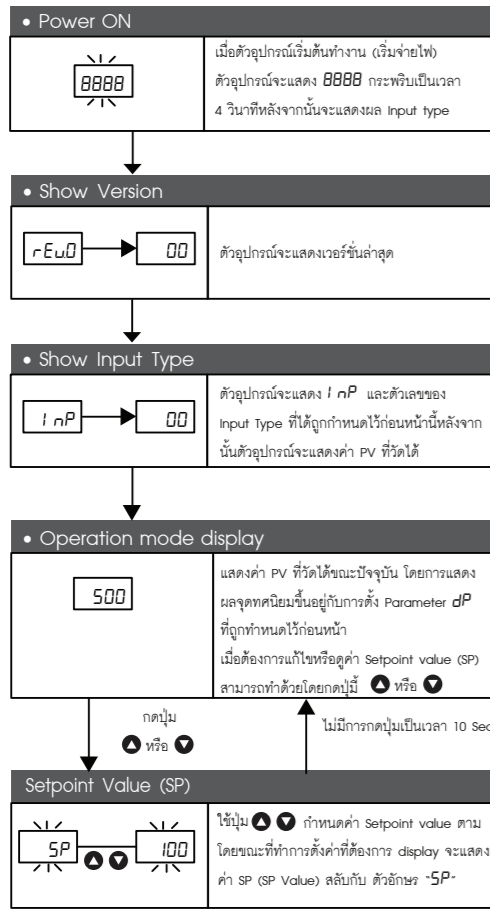 • Power ON
8888
เมื่อตัวอุปกรณ์เริ่มต้นทำงาน (เริ่มจ่ายไฟ)
ตัวอุปกรณ์จะแสดง 8888 กระพริบเป็นเวลา
4 วินาทีหลังจากนั้นจะแสดงผล Input type
• Show Version
rEu.0 00
ตัวอุปกรณ์จะแสดงเวอร์ชั่นล่าสุด
• Show Input Type
InP 00
ตัวอุปกรณ์จะแสดง InP และตัวเลขของ
Input Type ที่ได้ถูกกำหนดไว้ก่อนหน้านี้หลังจาก
นั้นตัวอุปกรณ์จะแสดงค่า PV ที่วัดได้
• Operation mode display
500
แสดงค่า PV ที่วัดได้ขณะปัจจุบัน โดยการแสดง
ผลจุดทศนิยมขึ้นอยู่กับการตั้ง Parameter dP
ที่ถูกกำหนดไว้ก่อนหน้า
เมื่อต้องการแก้ไขหรือดูค่า Setpoint value (SP)
สามารถทำด้วยโดยกดปุ่มี้ ▲ หรือ ▼
กดปุ่ม
▲ หรือ ▼
ไม่มีการกดปุ่มเป็นเวลา 10 Sec
Setpoint Value (SP)
SP ▲ ▼ 100
ใช้ปุ่ม ▲ ▼ กำหนดค่า Setpoint value ตาม
โดยขณะที่ทำการตั้งค่าที่ต้องการ display จะแสดง
ค่า SP (SP Value) สลับกับ ตัวอักษร "SP"